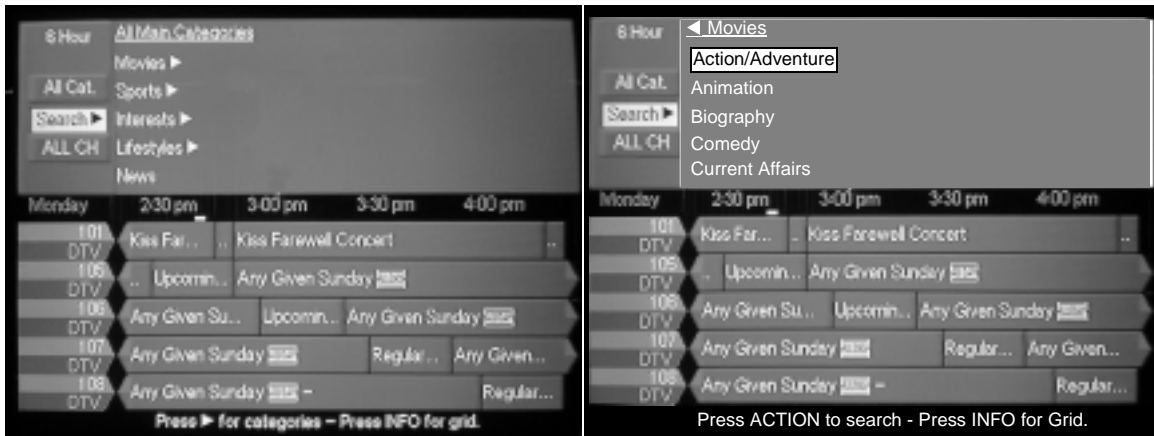 8 Hour
All Main Categories
Movies ▶
All Cat.
Sports ▶
Search ▶
Interests ▶
ALL CH
Lifestyles ▶
News
Monday 2:30 pm 3:00 pm 3:30 pm 4:00 pm
101 DTV Kiss Far... .. Kiss Farewell Concert ..
105 DTV .. Upcomin... Any Given Sunday
106 DTV Any Given Su... Upcomin... Any Given Sunday
107 DTV Any Given Sunday Regular... Any Given...
108 DTV Any Given Sunday – Regular...
Press ▶ for categories – Press INFO for grid.
8 Hour
◀ Movies
Action/Adventure
All Cat.
Animation
Search ▶
Biography
ALL CH
Comedy
Current Affairs
Monday 2:30 pm 3:00 pm 3:30 pm 4:00 pm
101 DTV Kiss Far... .. Kiss Farewell Concert ..
105 DTV .. Upcomin... Any Given Sunday
106 DTV Any Given Su... Upcomin... Any Given Sunday
107 DTV Any Given Sunday Regular... Any Given...
108 DTV Any Given Sunday – Regular...
Press ACTION to search - Press INFO for Grid.